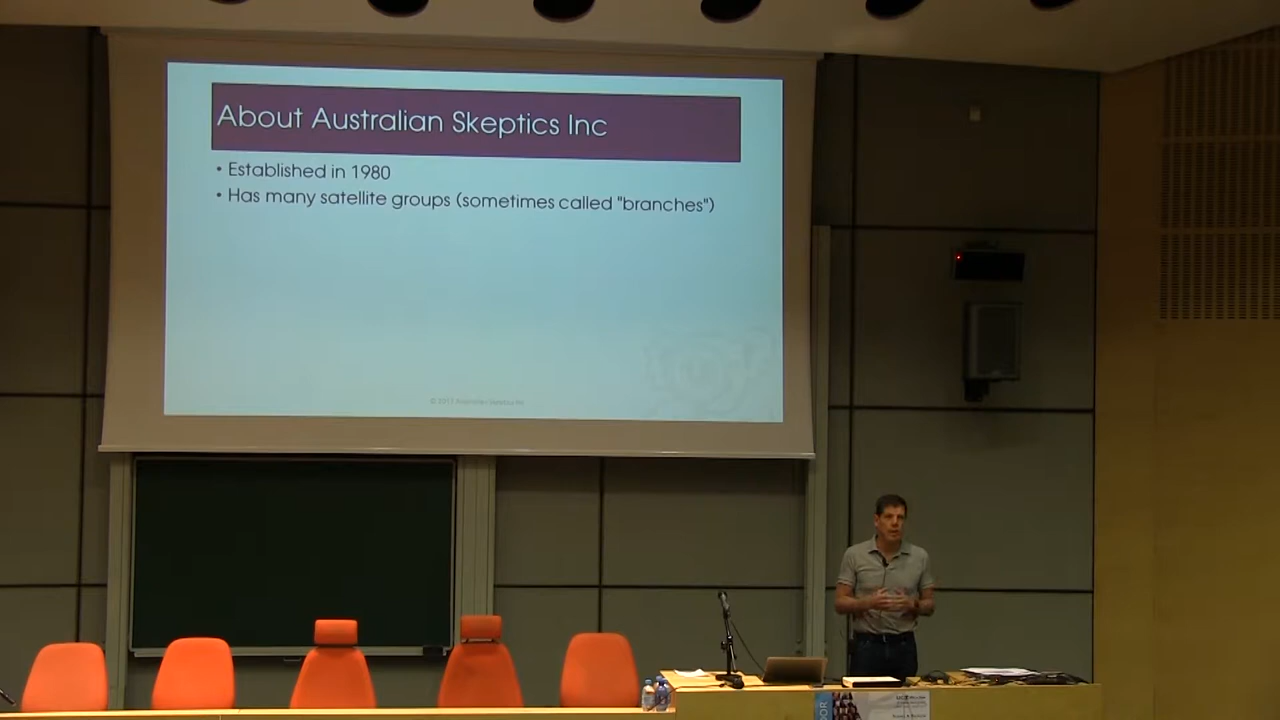 About Australian Skeptics Inc
• Established in 1980
• Has many satellite groups (sometimes called "branches")